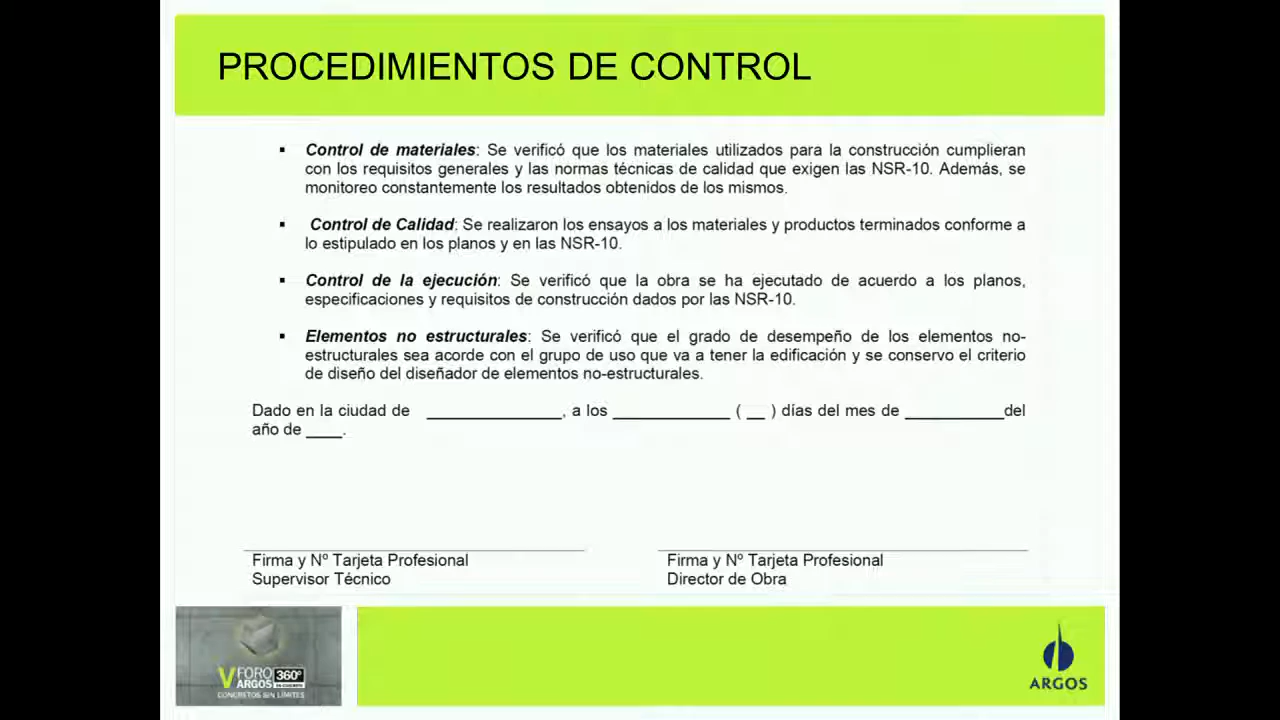 PROCEDIMIENTOS DE CONTROL
▪ Control de materiales: Se verificó que los materiales utilizados para la construcción cumplieran
con los requisitos generales y las normas técnicas de calidad que exigen las NSR-10. Además, se
monitoreo constantemente los resultados obtenidos de los mismos.
▪ Control de Calidad: Se realizaron los ensayos a los materiales y productos terminados conforme a
lo estipulado en los planos y en las NSR-10.
▪ Control de la ejecución: Se verificó que la obra se ha ejecutado de acuerdo a los planos,
especificaciones y requisitos de construcción dados por las NSR-10.
▪ Elementos no estructurales: Se verificó que el grado de desempeño de los elementos no-
estructurales sea acorde con el grupo de uso que va a tener la edificación y se conservo el criterio
de diseño del diseñador de elementos no-estructurales.
Dado en la ciudad de _______________, a los _____________ ( __ ) días del mes de ___________del
año de ____.
Firma y Nº Tarjeta Profesional
Supervisor Técnico
Firma y Nº Tarjeta Profesional
Director de Obra
V FORO ARGOS 360º
CONCRETOS SIN LÍMITES
ARGOS